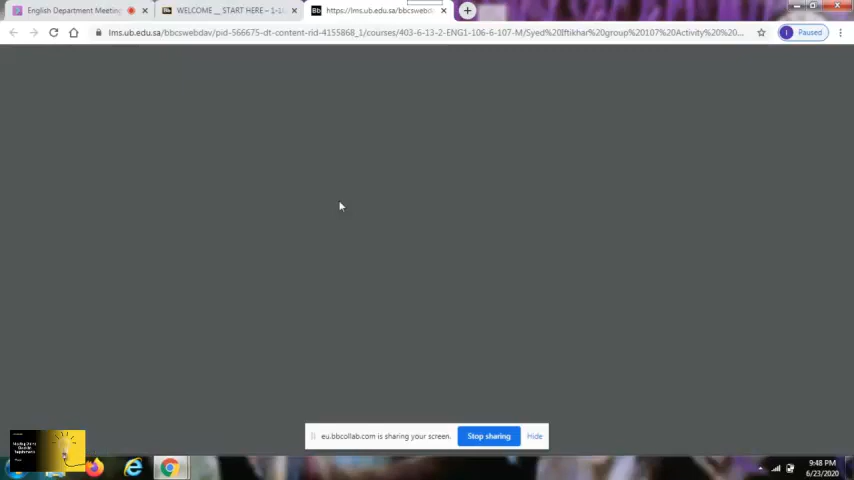 English Department Meeting
WELCOME __ START HERE – 1-1
https://lms.ub.edu.sa/bbcswebd
lms.ub.edu.sa/bbcswebdav/pid-566675-dt-content-rid-4155868_1/courses/403-6-13-2-ENG1-106-6-107-M/Syed%20Iftikhar%20group%20107%20Activity%20%20...
Paused
eu.bbcollab.com is sharing your screen.
Stop sharing
Hide
9:48 PM
6/23/2020